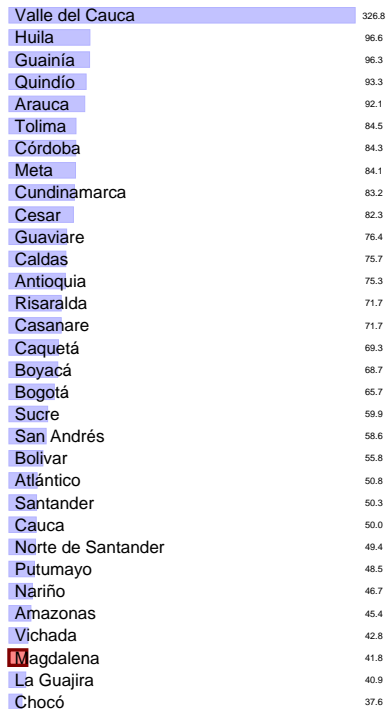 Valle del Cauca 326.8
Huila 96.6
Guainía 96.3
Quindío 93.3
Arauca 92.1
Tolima 84.5
Córdoba 84.3
Meta 84.1
Cundinamarca 83.2
Cesar 82.3
Guaviare 76.4
Caldas 75.7
Antioquia 75.3
Risaralda 71.7
Casanare 71.7
Caquetá 69.3
Boyacá 68.7
Bogotá 65.7
Sucre 59.9
San Andrés 58.6
Bolivar 55.8
Atlántico 50.8
Santander 50.3
Cauca 50.0
Norte de Santander 49.4
Putumayo 48.5
Nariño 46.7
Amazonas 45.4
Vichada 42.8
Magdalena 41.8
La Guajira 40.9
Chocó 37.6